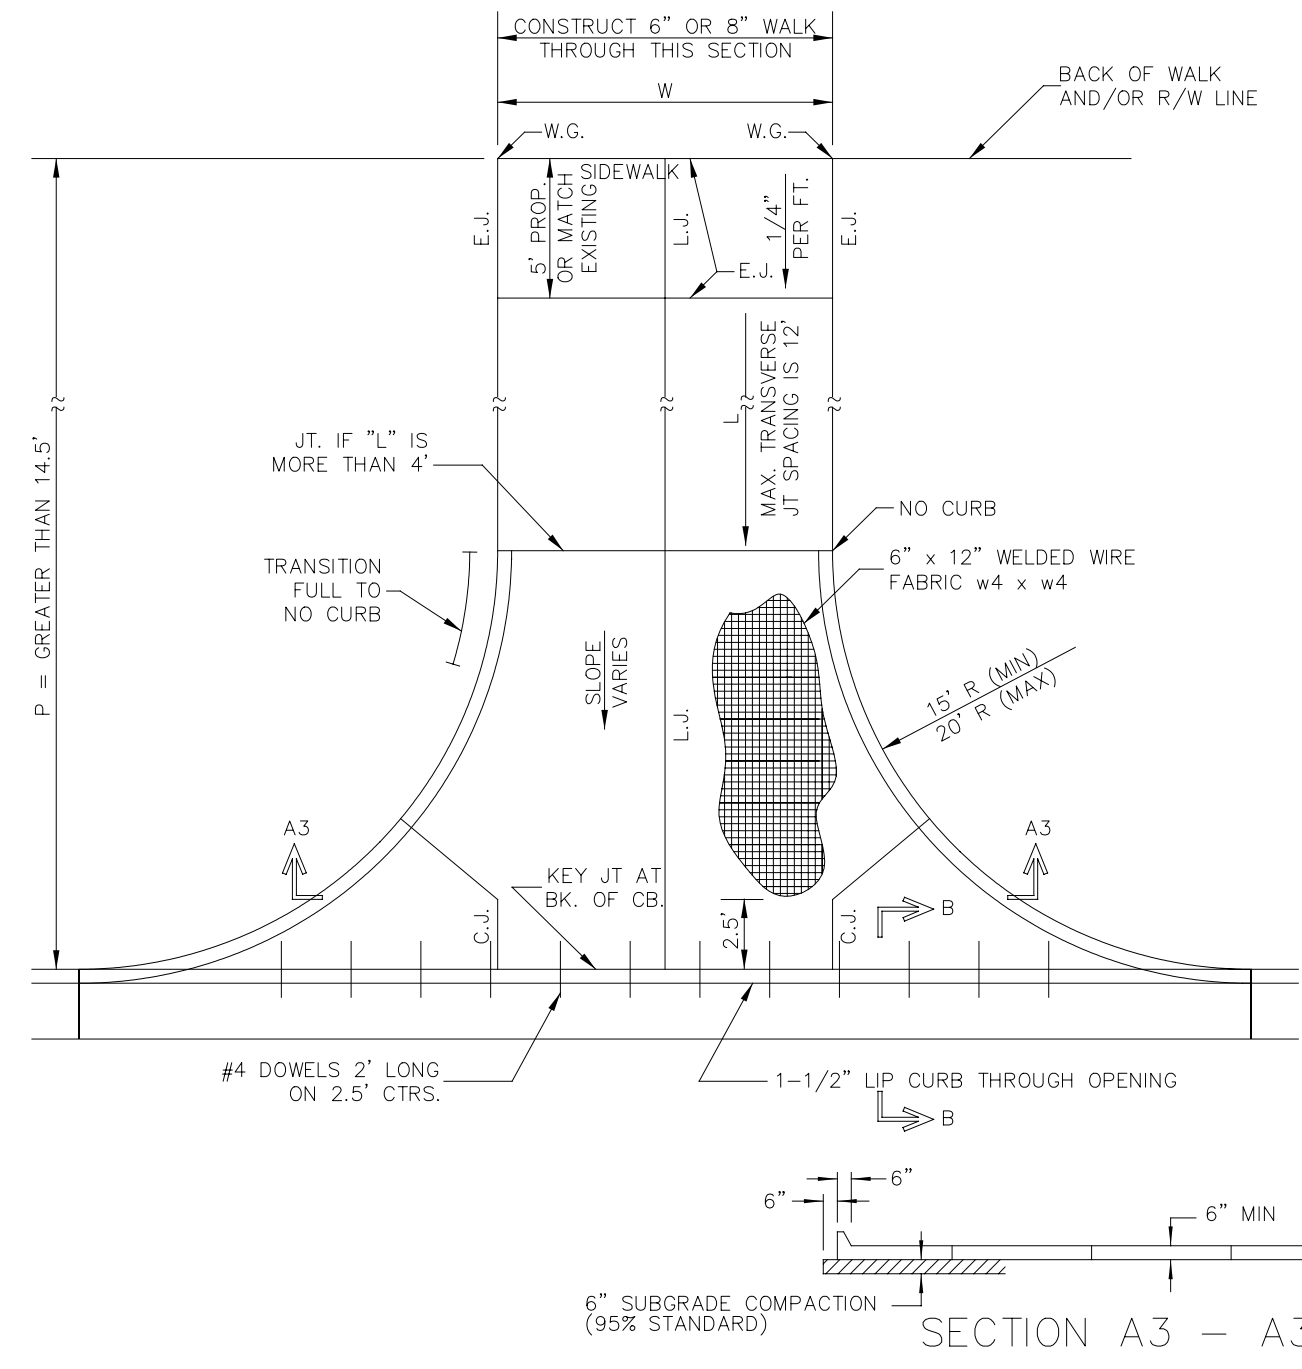 CONSTRUCT 6" OR 8" WALK
THROUGH THIS SECTION
W
BACK OF WALK
AND/OR R/W LINE
W.G.
W.G.
SIDEWALK
E.J.
5' PROP.
OR MATCH
EXISTING
L.J.
E.J.
1/4"
PER FT.
E.J.
P = GREATER THAN 14.5'
JT. IF "L" IS
MORE THAN 4'
L
MAX. TRANSVERSE
JT SPACING IS 12'
NO CURB
6" x 12" WELDED WIRE
FABRIC w4 x w4
TRANSITION
FULL TO
NO CURB
SLOPE
VARIES
L.J.
15' R (MIN)
20' R (MAX)
A3
A3
KEY JT AT
BK. OF CB.
C.J.
2.5'
C.J.
B
#4 DOWELS 2' LONG
ON 2.5' CTRS.
1-1/2" LIP CURB THROUGH OPENING
B
6"
6"
6" MIN
6" SUBGRADE COMPACTION
(95% STANDARD)
SECTION A3 - A3